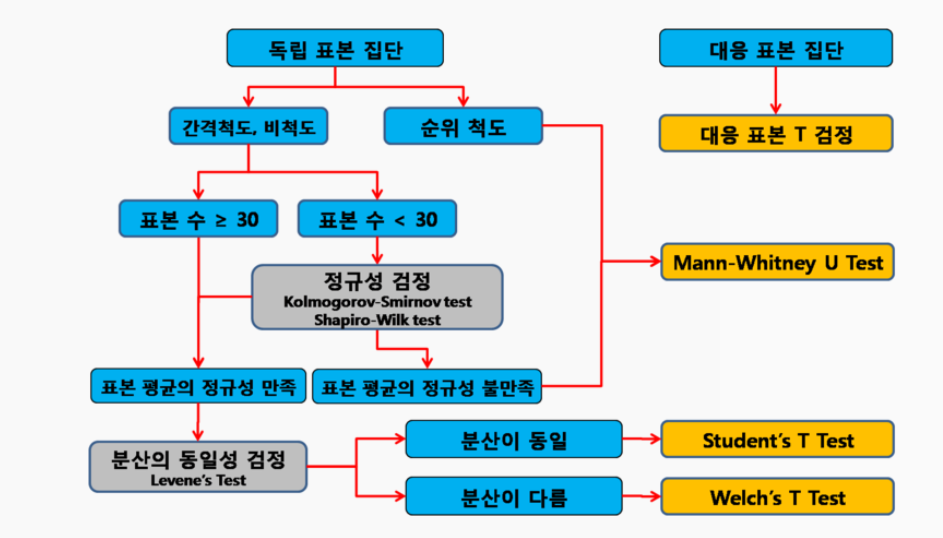 독립 표본 집단
대응 표본 집단
간격척도, 비척도
순위 척도
대응 표본 T 검정
표본 수 ≥ 30
표본 수 < 30
Mann-Whitney U Test
정규성 검정
Kolmogorov-Smirnov test
Shapiro-Wilk test
표본 평균의 정규성 만족
표본 평균의 정규성 불만족
분산의 동일성 검정
Levene's Test
분산이 동일
Student's T Test
분산이 다름
Welch's T Test